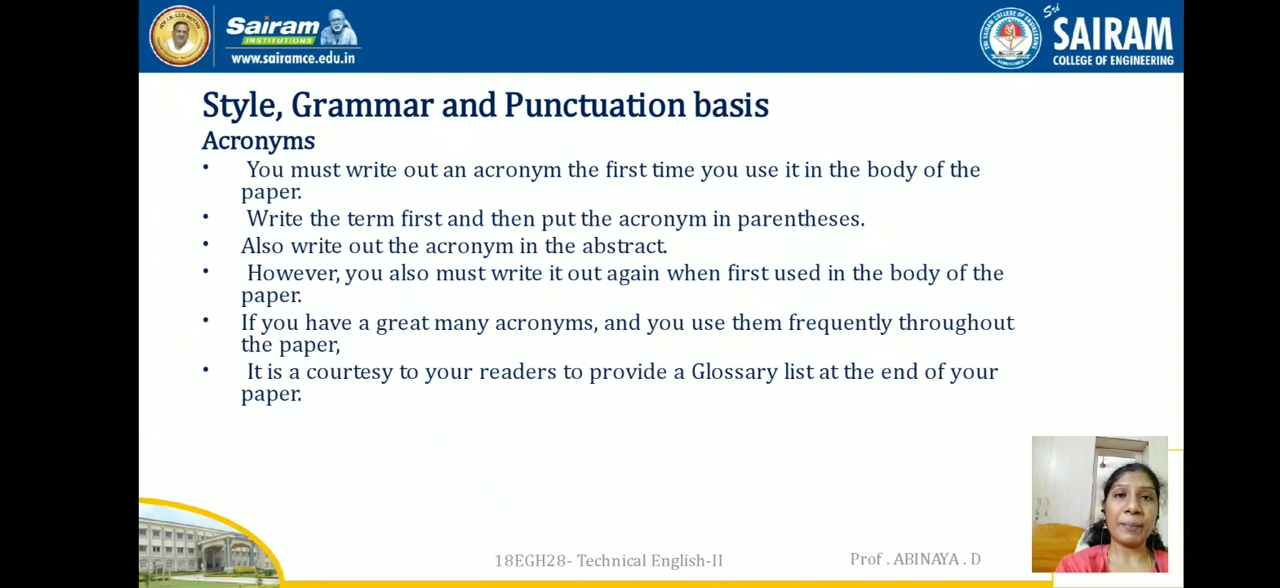 Sairam
INSTITUTIONS
www.sairamce.edu.in
Sri
SAIRAM
COLLEGE OF ENGINEERING
Style, Grammar and Punctuation basis
Acronyms
• You must write out an acronym the first time you use it in the body of the
paper.
• Write the term first and then put the acronym in parentheses.
• Also write out the acronym in the abstract.
• However, you also must write it out again when first used in the body of the
paper.
• If you have a great many acronyms, and you use them frequently throughout
the paper,
• It is a courtesy to your readers to provide a Glossary list at the end of your
paper.
18EGH28- Technical English-II
Prof . ABINAYA . D